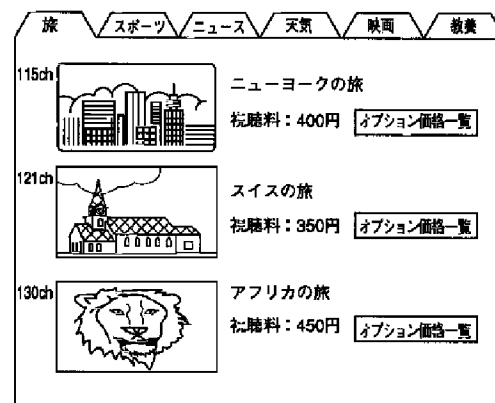 旅 スポーツ ニュース 天気 映画 教養
115ch
ニューヨークの旅
視聴料：400円 オプション価格一覧
121ch
スイスの旅
視聴料：350円 オプション価格一覧
130ch
アフリカの旅
視聴料：450円 オプション価格一覧